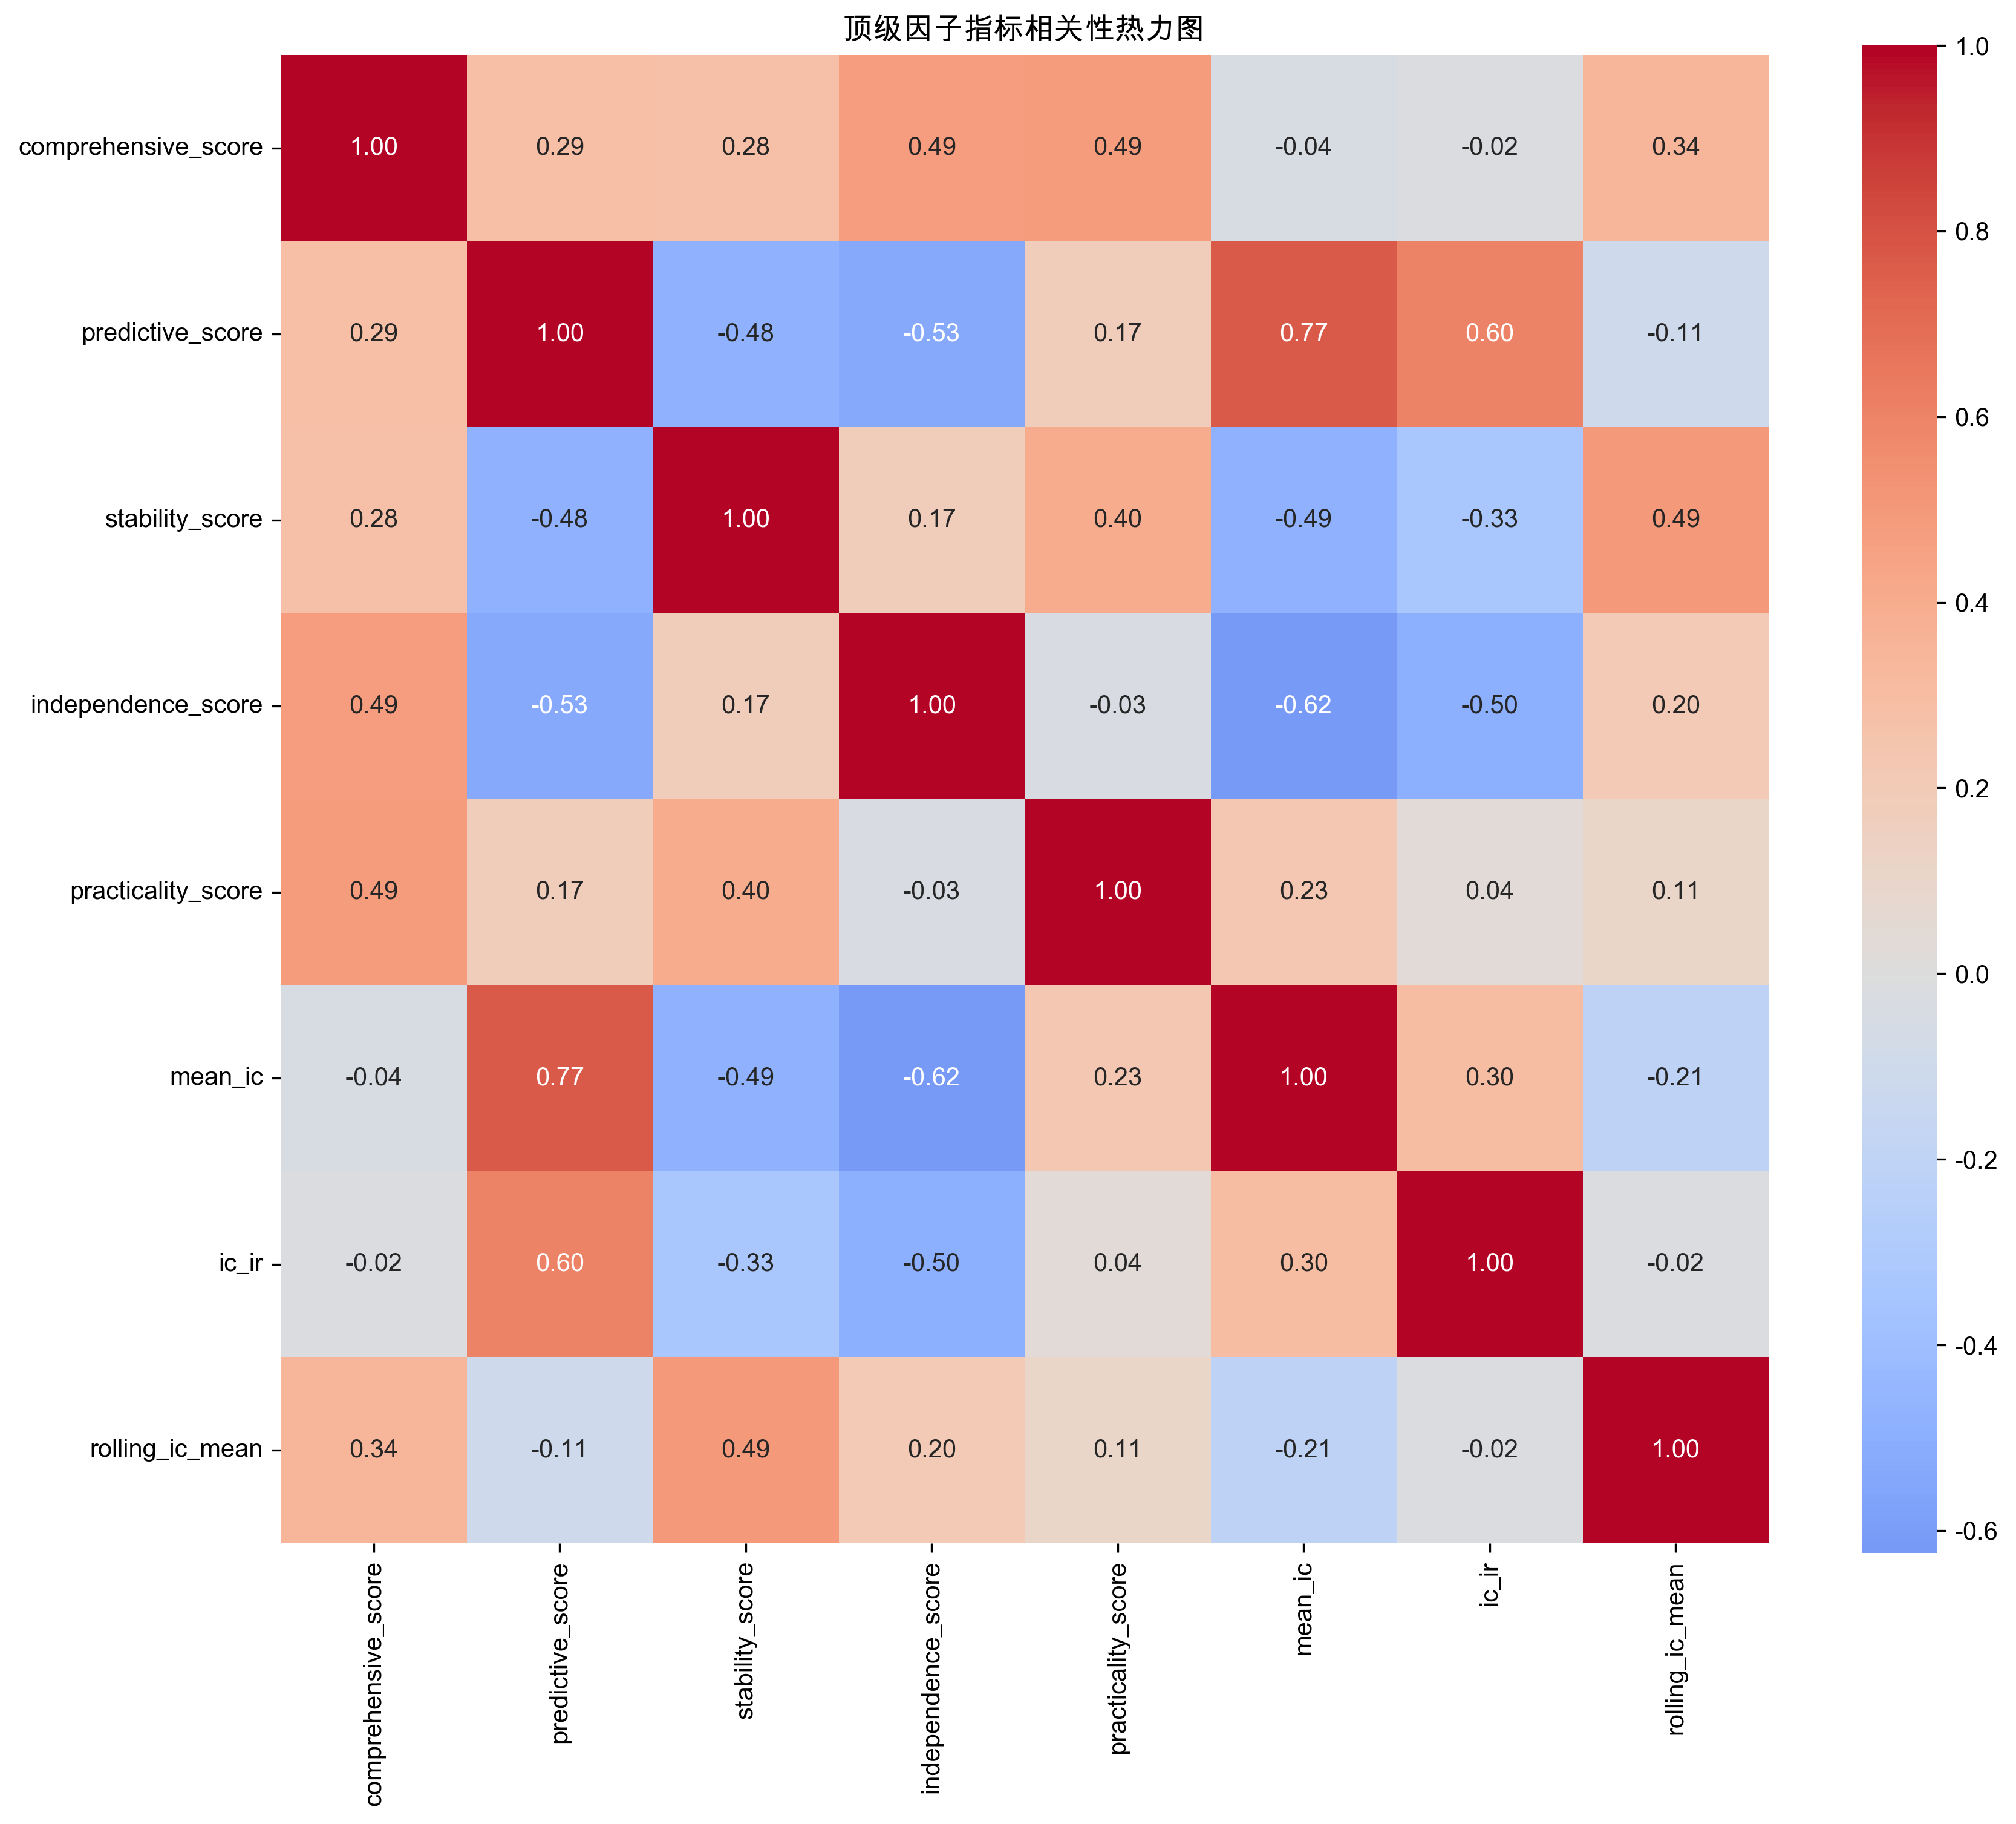 顶级因子指标相关性热力图
comprehensive_score 1.00 0.29 0.28 0.49 0.49 -0.04 -0.02 0.34
predictive_score 0.29 1.00 -0.48 -0.53 0.17 0.77 0.60 -0.11
stability_score 0.28 -0.48 1.00 0.17 0.40 -0.49 -0.33 0.49
independence_score 0.49 -0.53 0.17 1.00 -0.03 -0.62 -0.50 0.20
practicality_score 0.49 0.17 0.40 -0.03 1.00 0.23 0.04 0.11
mean_ic -0.04 0.77 -0.49 -0.62 0.23 1.00 0.30 -0.21
ic_ir -0.02 0.60 -0.33 -0.50 0.04 0.30 1.00 -0.02
rolling_ic_mean 0.34 -0.11 0.49 0.20 0.11 -0.21 -0.02 1.00
comprehensive_score
predictive_score
stability_score
independence_score
practicality_score
mean_ic
ic_ir
rolling_ic_mean
1.0
0.8
0.6
0.4
0.2
0.0
-0.2
-0.4
-0.6